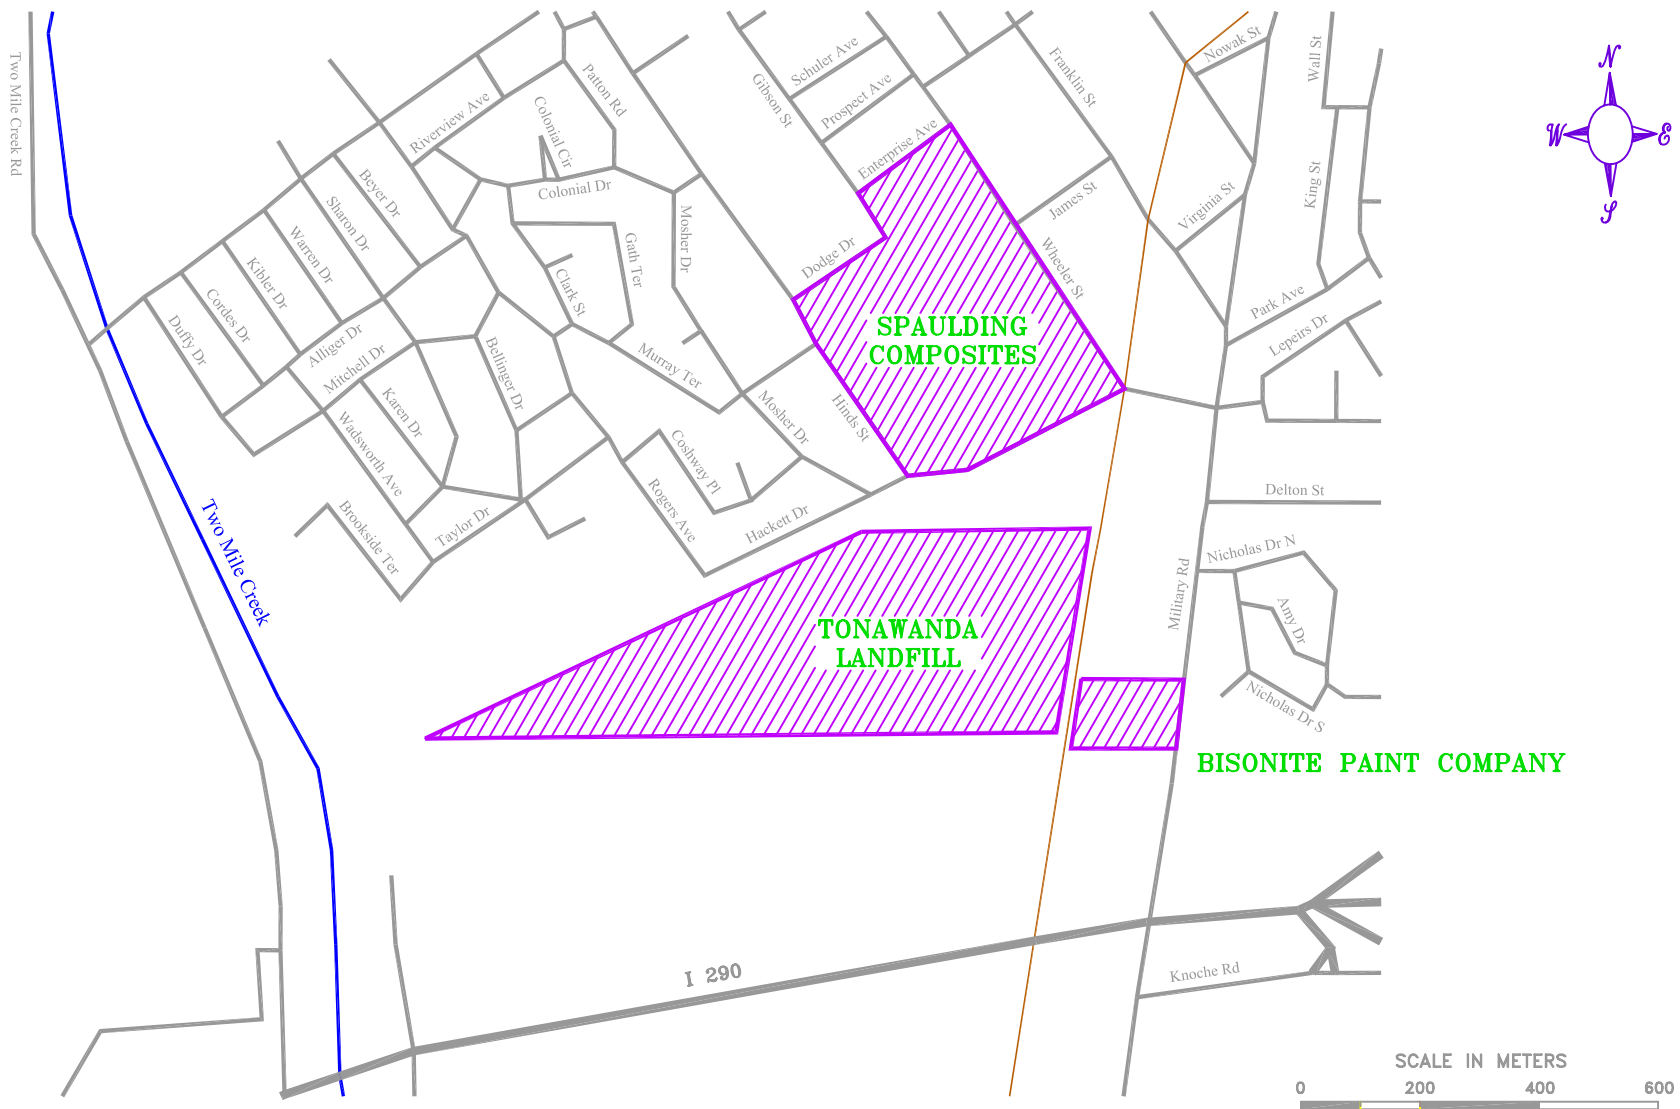 Two Mile Creek Rd
Riverview Ave
Colonial Cir
Patton Rd
Gibson St
Schuler Ave
Prospect Ave
Enterprise Ave
Franklin St
Nowak St
Wall St
N
W
E
S
Beyer Dr
Sharon Dr
Warren Dr
Kibler Dr
Cordes Dr
Duffy Dr
Colonial Dr
Gath Ter
Mosher Dr
Clark St
Dodge Dr
James St
Wheeler St
Virginia St
King St
Park Ave
Lepeirs Dr
Alliger Dr
Mitchell Dr
Karen Dr
Bellinger Dr
Murray Ter
Mosher Dr
Hinds St
SPAULDING
COMPOSITES
Wadsworth Ave
Coshway Pl
Rogers Ave
Hackett Dr
Taylor Dr
Brookside Ter
Delton St
Two Mile Creek
Nicholas Dr N
Military Rd
Amy Dr
TONAWANDA
LANDFILL
Nicholas Dr S
BISONITE PAINT COMPANY
I 290
Knoche Rd
SCALE IN METERS
0 200 400 600